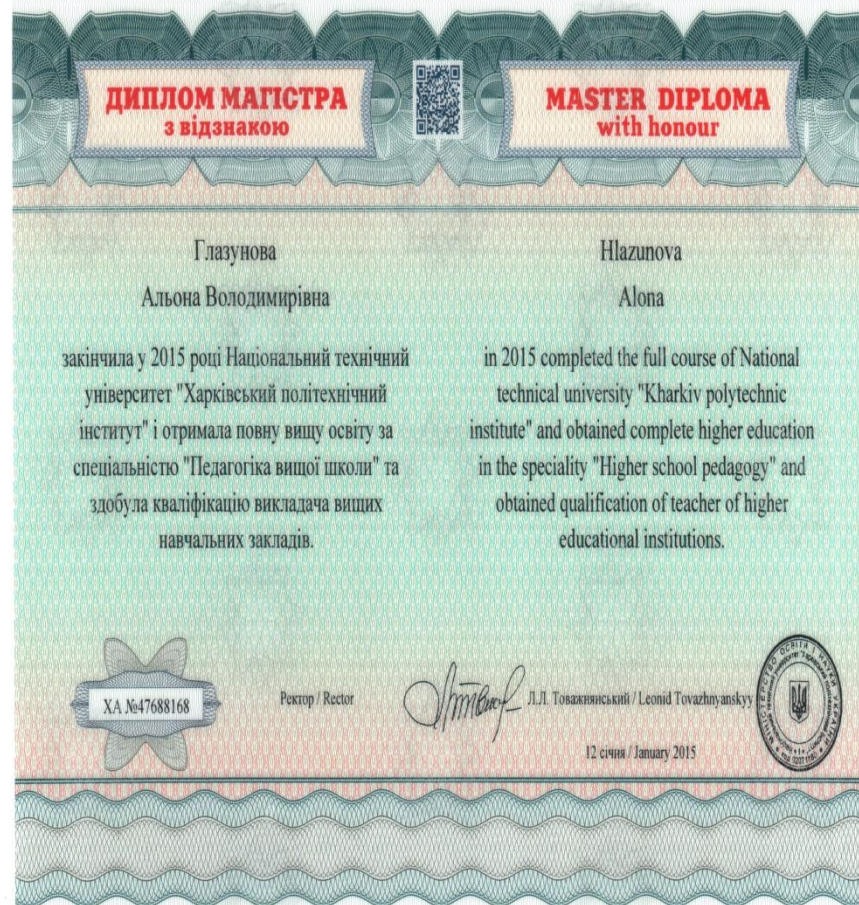 ДИПЛОМ МАГІСТРА
з відзнакою
Глазунова
Альона Володимирівна
закінчила у 2015 році Національний технічний
університет "Харківський політехнічний
інститут" і отримала повну вищу освіту за
спеціальністю "Педагогіка вищої школи" та
здобула кваліфікацію викладача вищих
навчальних закладів.
MASTER DIPLOMA
with honour
Hlazunova
Alona
in 2015 completed the full course of National
technical university "Kharkiv polytechnic
institute" and obtained complete higher education
in the speciality "Higher school pedagogy" and
obtained qualification of teacher of higher
educational institutions.
ХА №47688168
Ректор / Rector
Л.Л. Товажнянський / Leonid Tovazhnyanskyy
12 січня / January 2015
МІНІСТЕРСТВО ОСВІТИ І НАУКИ УКРАЇНИ